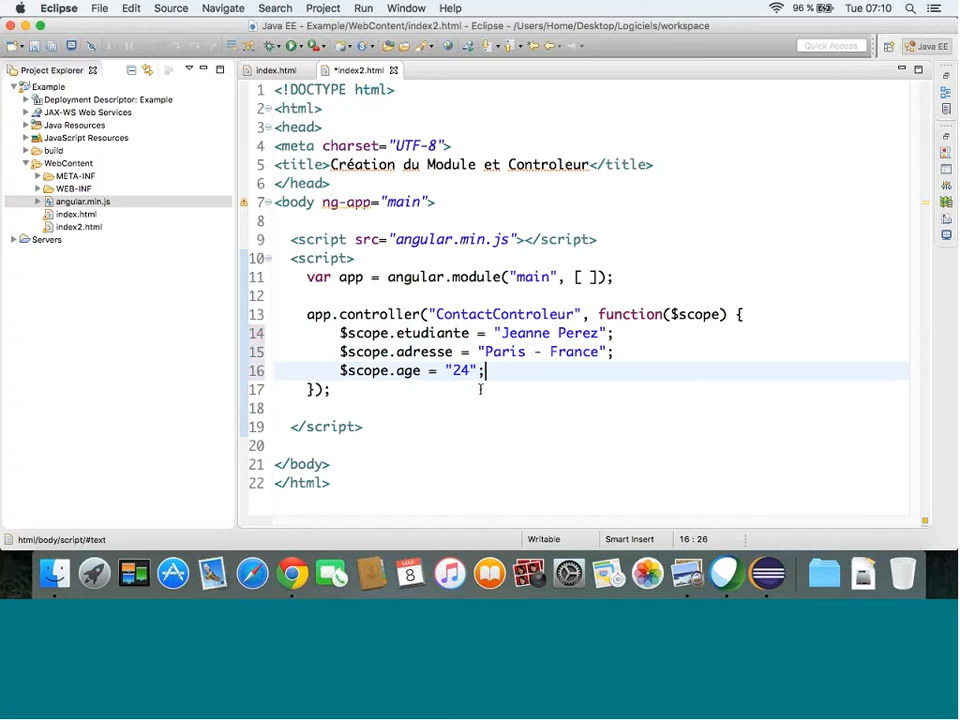 Eclipse File Edit Source Navigate Search Project Run Window Help 96 % Tue 07:10
Java EE - Example/WebContent/index2.html - Eclipse - /Users/Home/Desktop/Logiciels/workspace
Quick Access Java EE
Project Explorer
Example
Deployment Descriptor: Example
JAX-WS Web Services
Java Resources
JavaScript Resources
build
WebContent
META-INF
WEB-INF
angular.min.js
index.html
index2.html
Servers
index.html *index2.html
1 <!DOCTYPE html>
2 <html>
3 <head>
4 <meta charset="UTF-8">
5 <title>Création du Module et Controleur</title>
6 </head>
7 <body ng-app="main">
8
9 <script src="angular.min.js"></script>
10 <script>
11 var app = angular.module("main", [ ]);
12
13 app.controller("ContactControleur", function($scope) {
14 $scope.etudiante = "Jeanne Perez";
15 $scope.adresse = "Paris - France";
16 $scope.age = "24";
17 });
18
19 </script>
20
21 </body>
22 </html>
html/body/script/#text Writable Smart Insert 16 : 26
MAR
8